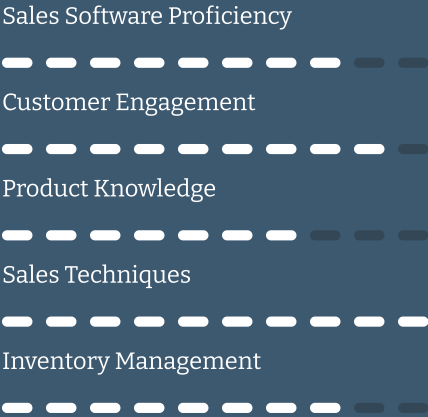 Sales Software Proficiency
Customer Engagement
Product Knowledge
Sales Techniques
Inventory Management